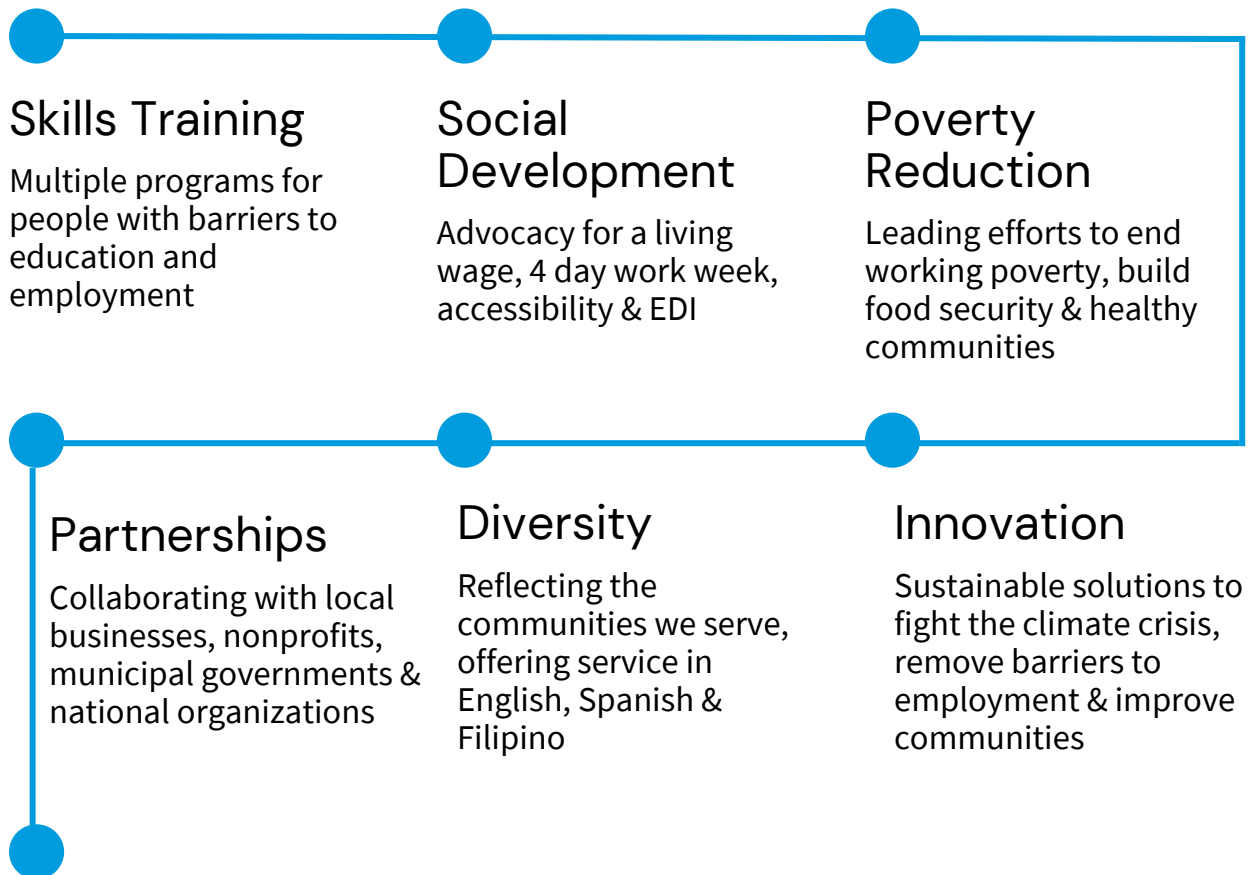 Skills Training
Multiple programs for
people with barriers to
education and
employment
Social
Development
Advocacy for a living
wage, 4 day work week,
accessibility & EDI
Poverty
Reduction
Leading efforts to end
working poverty, build
food security & healthy
communities
Partnerships
Collaborating with local
businesses, nonprofits,
municipal governments &
national organizations
Diversity
Reflecting the
communities we serve,
offering service in
English, Spanish &
Filipino
Innovation
Sustainable solutions to
fight the climate crisis,
remove barriers to
employment & improve
communities